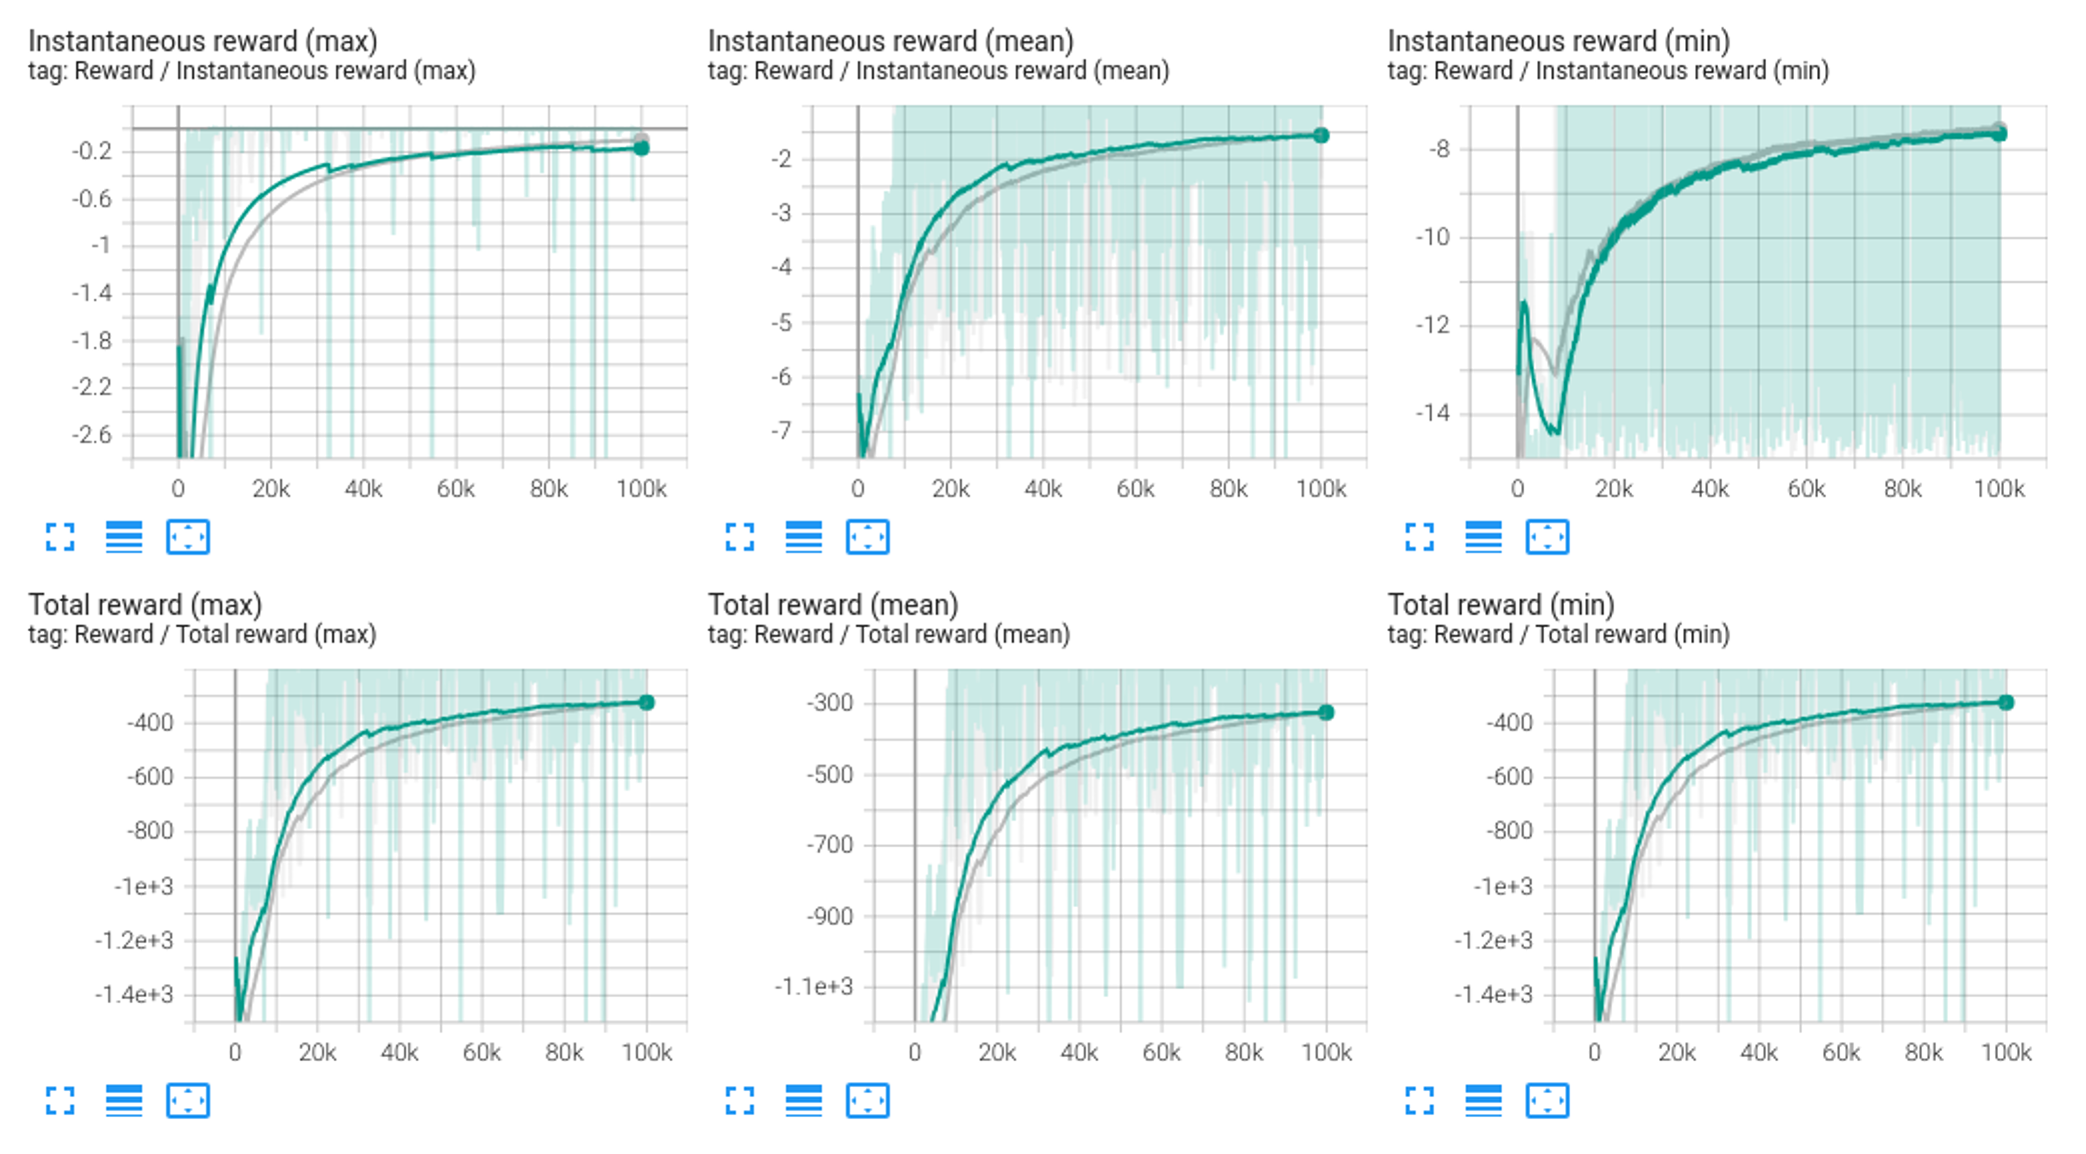 Instantaneous reward (max)
tag: Reward / Instantaneous reward (max)
-0.2
-0.6
-1
-1.4
-1.8
-2.2
-2.6
0 20k 40k 60k 80k 100k
Instantaneous reward (mean)
tag: Reward / Instantaneous reward (mean)
-2
-3
-4
-5
-6
-7
0 20k 40k 60k 80k 100k
Instantaneous reward (min)
tag: Reward / Instantaneous reward (min)
-8
-10
-12
-14
0 20k 40k 60k 80k 100k
Total reward (max)
tag: Reward / Total reward (max)
-400
-600
-800
-1e+3
-1.2e+3
-1.4e+3
0 20k 40k 60k 80k 100k
Total reward (mean)
tag: Reward / Total reward (mean)
-300
-500
-700
-900
-1.1e+3
0 20k 40k 60k 80k 100k
Total reward (min)
tag: Reward / Total reward (min)
-400
-600
-800
-1e+3
-1.2e+3
-1.4e+3
0 20k 40k 60k 80k 100k